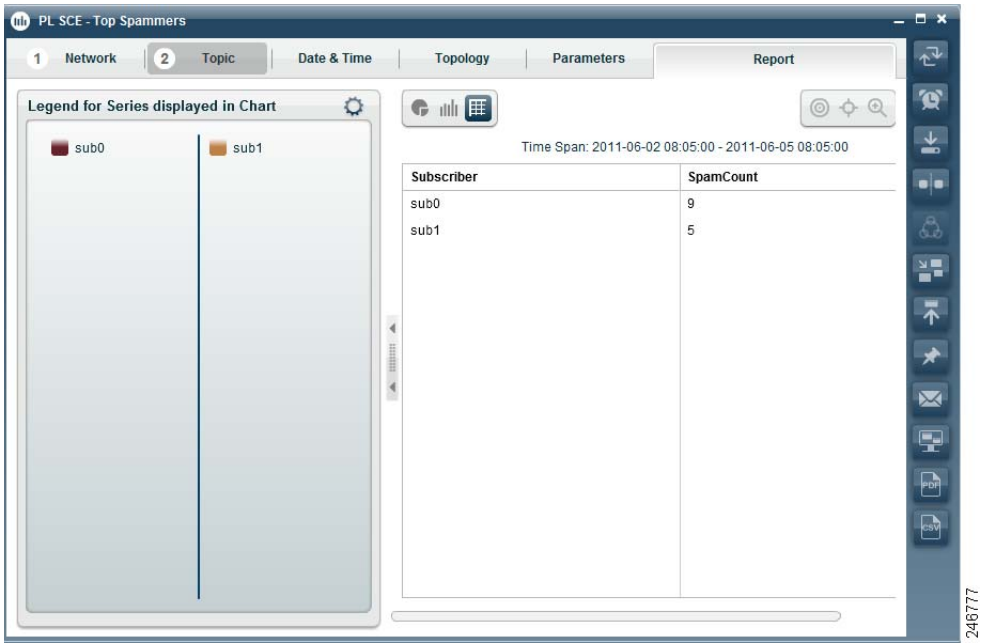 PL SCE - Top Spammers
1 Network 2 Topic Date & Time Topology Parameters Report
Legend for Series displayed in Chart
sub0 sub1
Time Span: 2011-06-02 08:05:00 - 2011-06-05 08:05:00
Subscriber SpamCount
sub0 9
sub1 5
PDF
CSV
246777